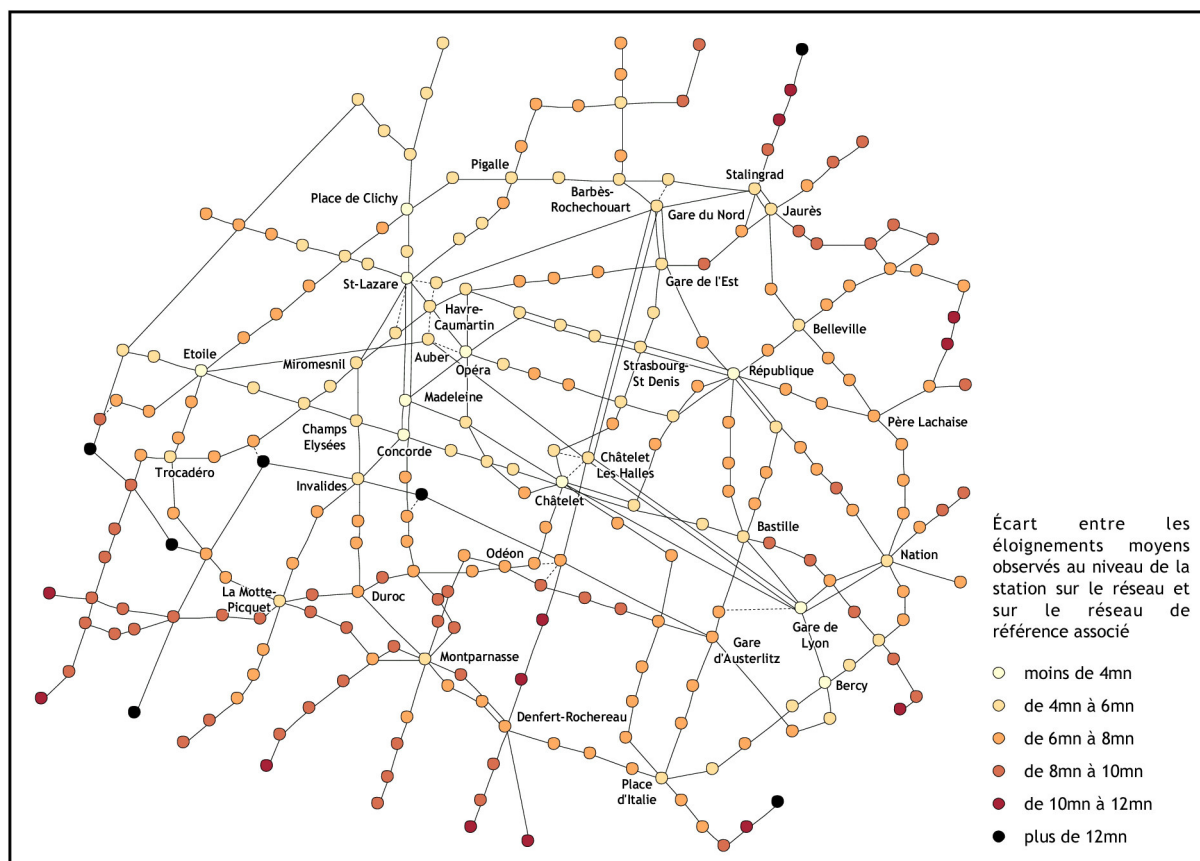 Pigalle
Stalingrad
Place de Clichy
Barbès-
Rochechouart
Gare du Nord
Jaurès
St-Lazare
Gare de l'Est
Havre-
Caumartin
Belleville
Etoile
Miromesnil
Auber
Opéra
Strasbourg-
St Denis
République
Madeleine
Père Lachaise
Champs
Elysées
Concorde
Trocadéro
Châtelet
Les Halles
Invalides
Châtelet
Bastille
Odéon
Nation
La Motte-
Picquet
Duroc
Gare de
Lyon
Gare
d'Austerlitz
Montparnasse
Bercy
Denfert-Rochereau
Place
d'Italie
Écart entre les
éloignements moyens
observés au niveau de la
station sur le réseau et
sur le réseau de
référence associé
moins de 4mn
de 4mn à 6mn
de 6mn à 8mn
de 8mn à 10mn
de 10mn à 12mn
plus de 12mn